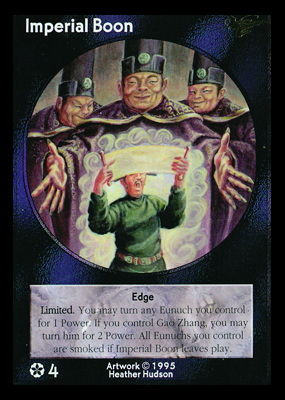 Imperial Boon
Edge
Limited. You may turn any Eunuch you control
for 1 Power. If you control Gao Zhang, you may
turn him for 2 Power. All Eunuchs you control
are smoked if Imperial Boon leaves play.
4
Artwork © 1995
Heather Hudson